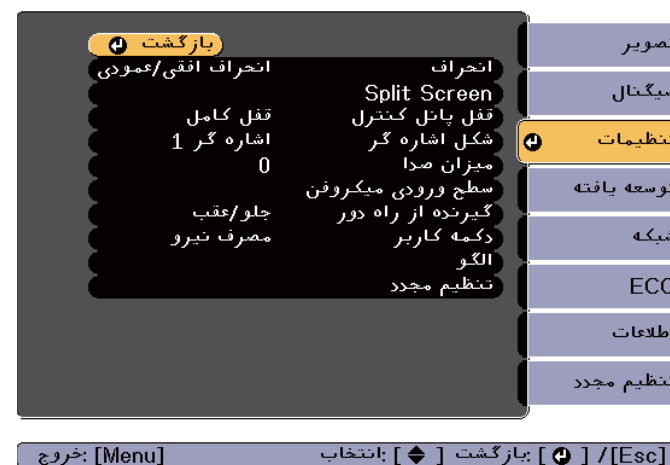 بازگشت
انحراف انحراف افقی/عمودی
Split Screen
قفل پانل کنترل قفل کامل
شکل اشاره گر اشاره گر 1
میزان صدا 0
سطح ورودی میکروفن
گیرنده از راه دور جلو/عقب
دکمه کاربر مصرف نیرو
الگو
تنظیم مجدد
تصویر
سیگنال
تنظیمات
توسعه یافته
شبکه
ECO
اطلاعات
تنظیم مجدد
[Esc]/[ ]: بازگشت [ ]: انتخاب [Menu]: خروج